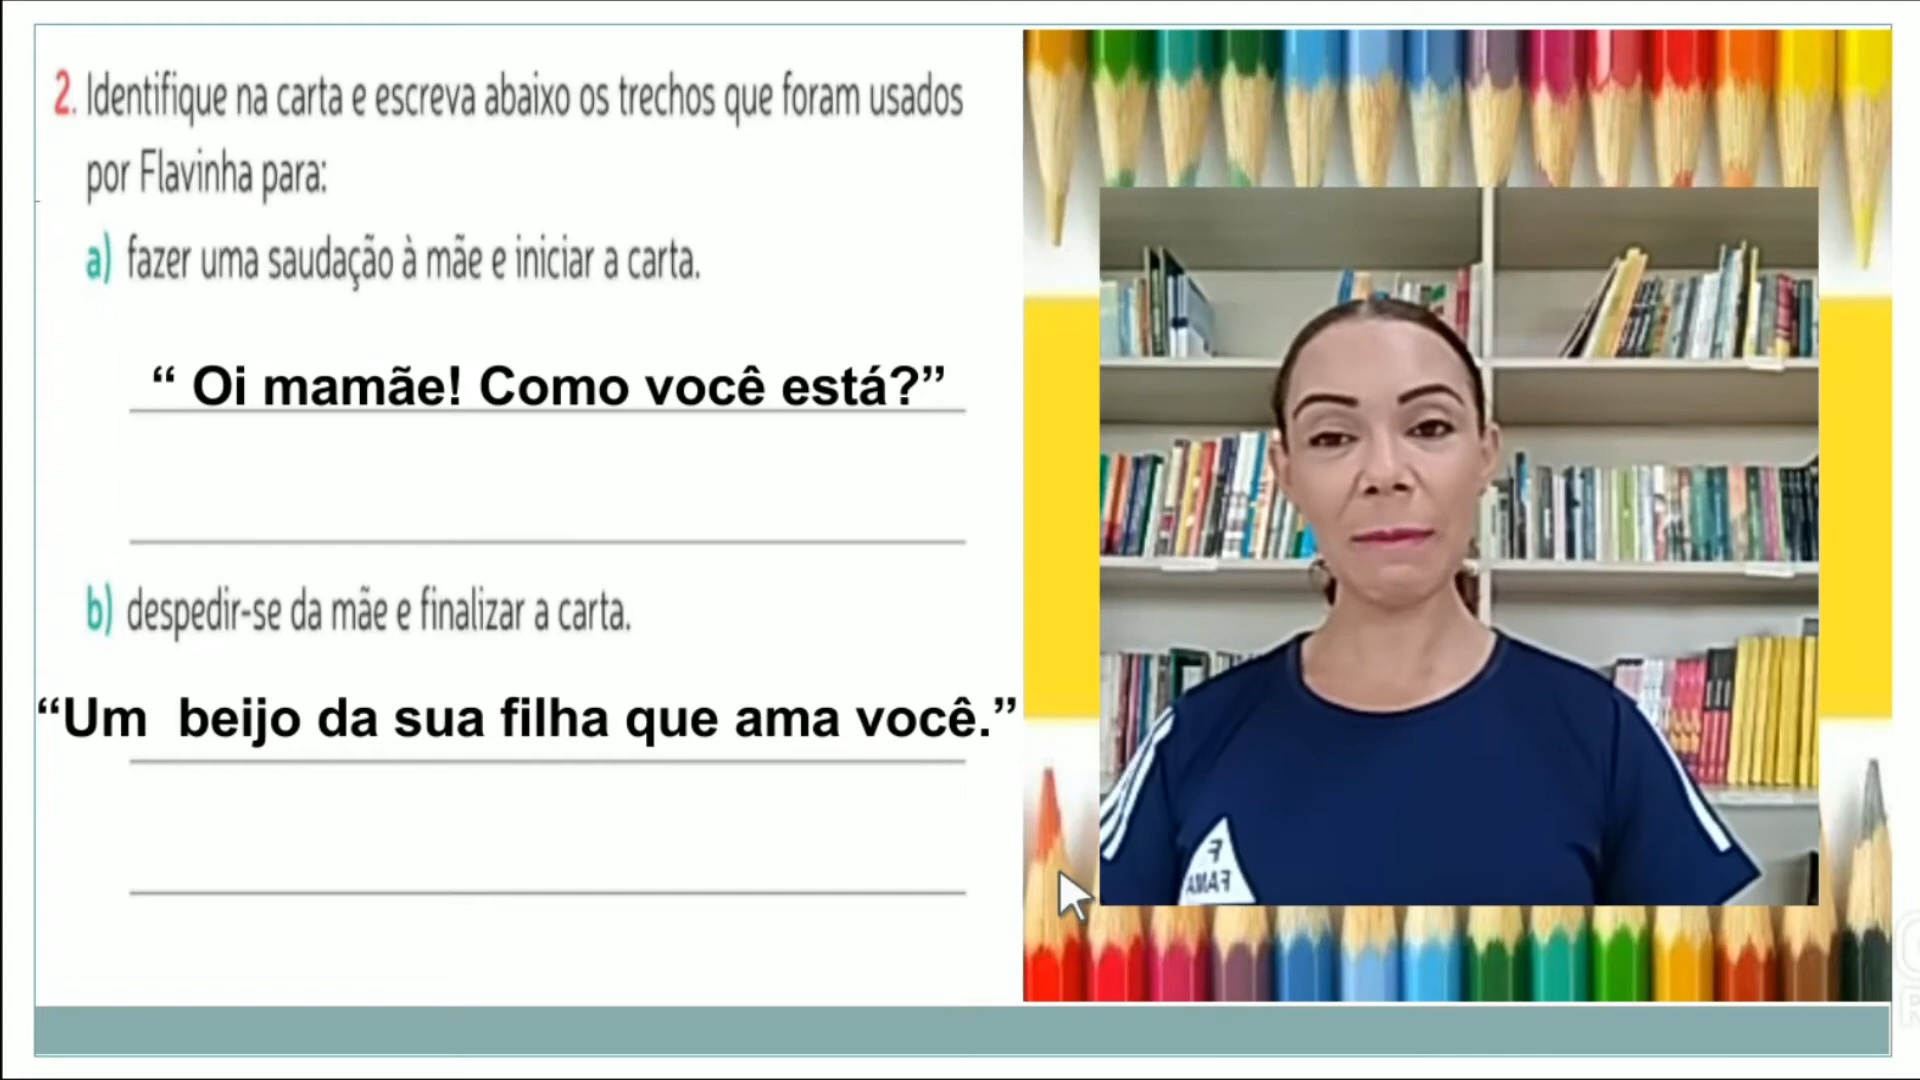 2. Identifique na carta e escreva abaixo os trechos que foram usados
por Flavinha para:
a) fazer uma saudação à mãe e iniciar a carta.
“ Oi mamãe! Como você está?”
b) despedir-se da mãe e finalizar a carta.
“Um beijo da sua filha que ama você.”
F
FAMA